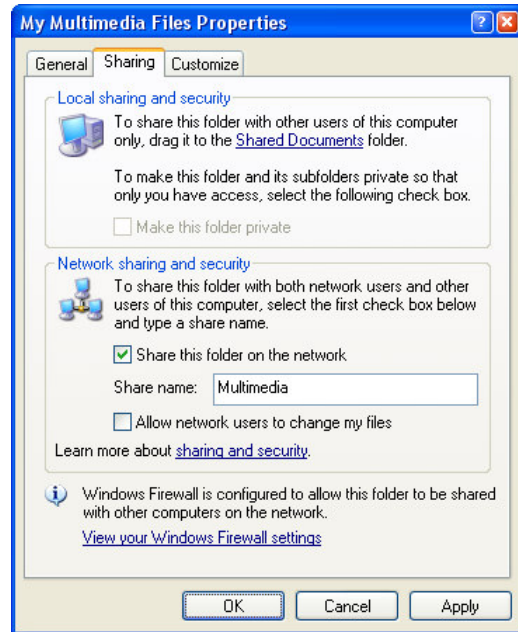 My Multimedia Files Properties
?
X
General Sharing Customize
Local sharing and security
To share this folder with other users of this computer
only, drag it to the Shared Documents folder.
To make this folder and its subfolders private so that
only you have access, select the following check box.
Make this folder private
Network sharing and security
To share this folder with both network users and other
users of this computer, select the first check box below
and type a share name.
Share this folder on the network
Share name: Multimedia
Allow network users to change my files
Learn more about sharing and security.
Windows Firewall is configured to allow this folder to be shared
with other computers on the network.
View your Windows Firewall settings
OK Cancel Apply